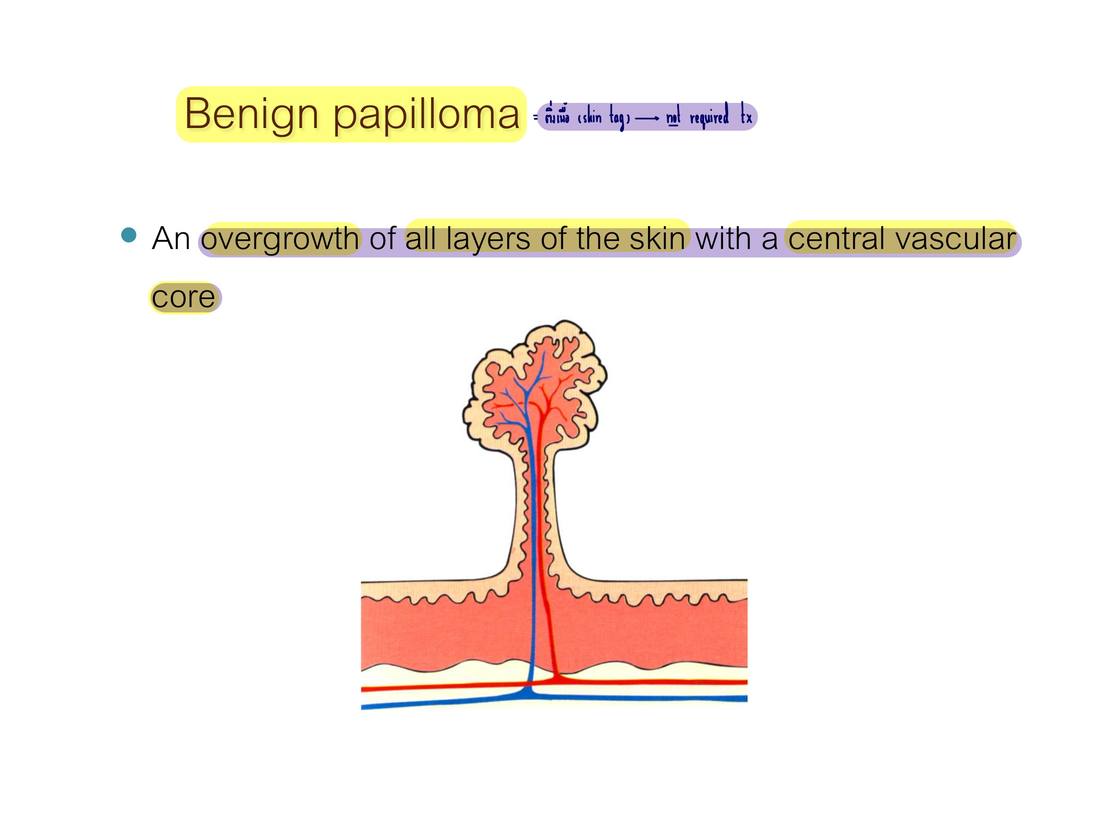 Benign papilloma = ติ่งเนื้อ (skin tag) → not required tx
An overgrowth of all layers of the skin with a central vascular
core